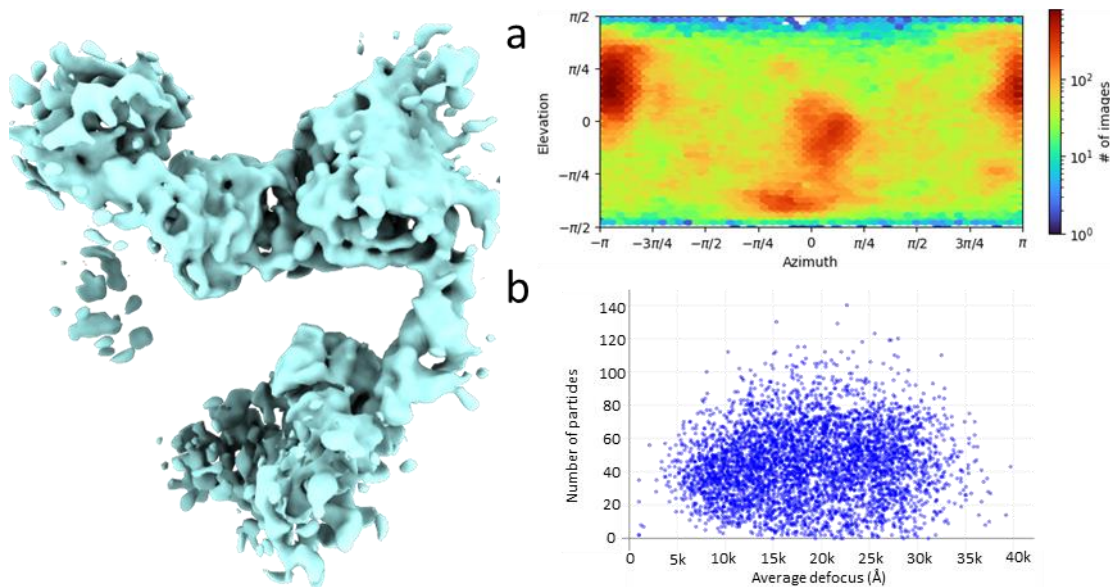 a
π/2
π/4
0
−π/4
−π/2
Elevation
−π
−3π/4
−π/2
−π/4
0
π/4
π/2
3π/4
π
Azimuth
10²
10¹
10⁰
# of images
b
140
120
100
80
60
40
20
0
Number of partides
0
5k
10k
15k
20k
25k
30k
35k
40k
Average defocus (Å)